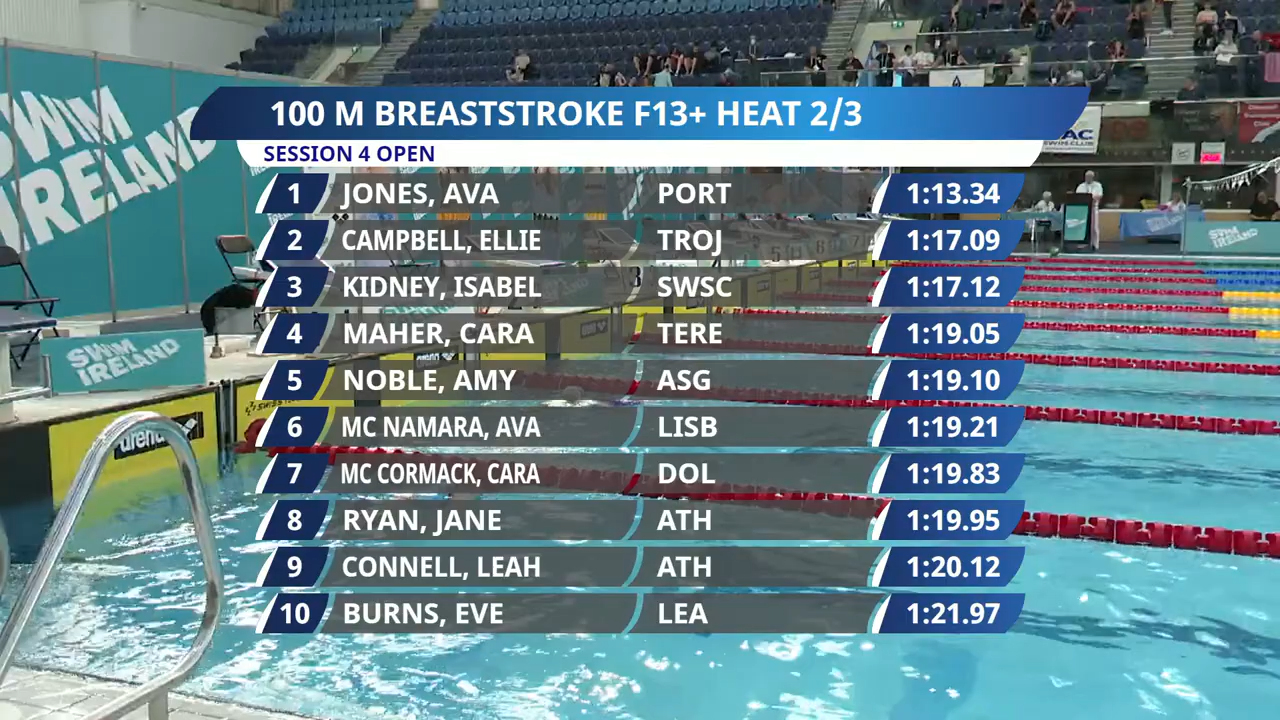 100 M BREASTSTROKE F13+ HEAT 2/3
SESSION 4 OPEN
1 JONES, AVA PORT 1:13.34
2 CAMPBELL, ELLIE TROJ 1:17.09
3 KIDNEY, ISABEL SWSC 1:17.12
4 MAHER, CARA TERE 1:19.05
5 NOBLE, AMY ASG 1:19.10
6 MC NAMARA, AVA LISB 1:19.21
7 MC CORMACK, CARA DOL 1:19.83
8 RYAN, JANE ATH 1:19.95
9 CONNELL, LEAH ATH 1:20.12
10 BURNS, EVE LEA 1:21.97
SWIM
IRELAND
SWIM
IRELAND
arena
SWIM
IRELAND